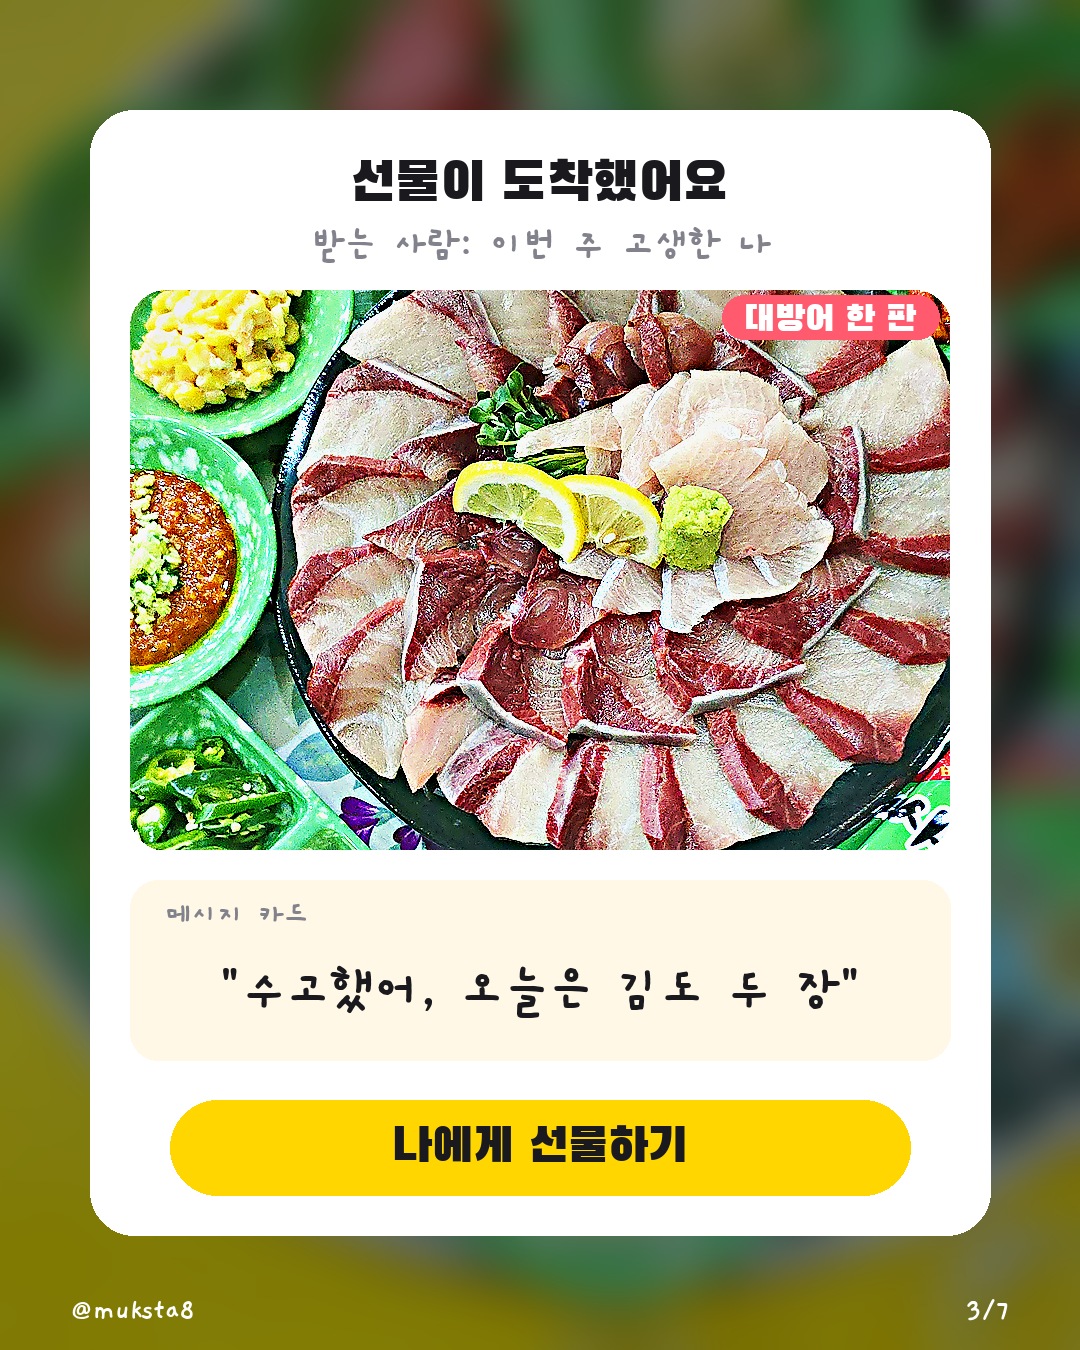 선물이 도착했어요
받는 사람: 이번 주 고생한 나
대방어 한 판
메시지 카드
"수고했어, 오늘은 김도 두 장"
나에게 선물하기
@muksta8
3/7